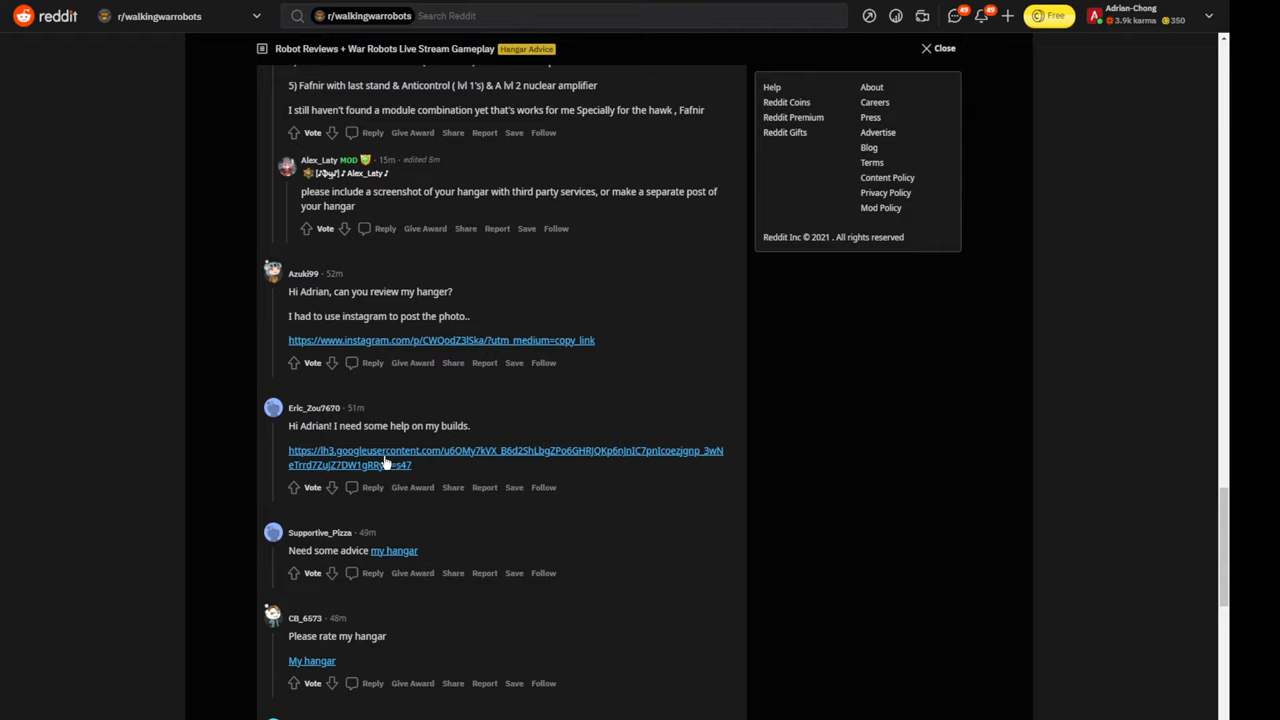 reddit r/walkingwarrobots r/walkingwarrobots Search Reddit 49 49 Free Adrian-Chong 3.9k karma 350
Robot Reviews + War Robots Live Stream Gameplay Hangar Advice Close
5) Fafnir with last stand & Anticontrol ( lvl 1's) & A lvl 2 nuclear amplifier
I still haven't found a module combination yet that's works for me Specially for the hawk , Fafnir
Vote Reply Give Award Share Report Save Follow
Alex_Laty MOD · 15m · edited 5m
♪Alex_Laty♪
please include a screenshot of your hangar with third party services, or make a separate post of
your hangar
Vote Reply Give Award Share Report Save Follow
Azuki99 · 52m
Hi Adrian, can you review my hanger?
I had to use instagram to post the photo..
https://www.instagram.com/p/CWOodZ3lSka/?utm_medium=copy_link
Vote Reply Give Award Share Report Save Follow
Eric_Zou7670 · 51m
Hi Adrian! I need some help on my builds.
https://lh3.googleusercontent.com/u6OMy7kVX_B6d2ShLbgZPo6GHRJQKp6nJnIC7pnIcoezjgnp_3wN
Vote Reply Give Award Share Report Save Follow
Supportive_Pizza · 49m
Need some advice my hangar
Vote Reply Give Award Share Report Save Follow
CB_6573 · 48m
Please rate my hangar
My hangar
Vote Reply Give Award Share Report Save Follow
Help About
Reddit Coins Careers
Reddit Premium Press
Reddit Gifts Advertise
Blog
Terms
Content Policy
Privacy Policy
Mod Policy
Reddit Inc © 2021 . All rights reserved